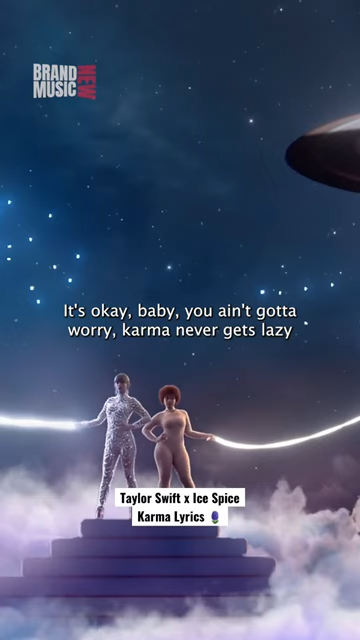 BRAND NEW
MUSIC
It's okay, baby, you ain't gotta
worry, karma never gets lazy
Taylor Swift x Ice Spice
Karma Lyrics 🔮